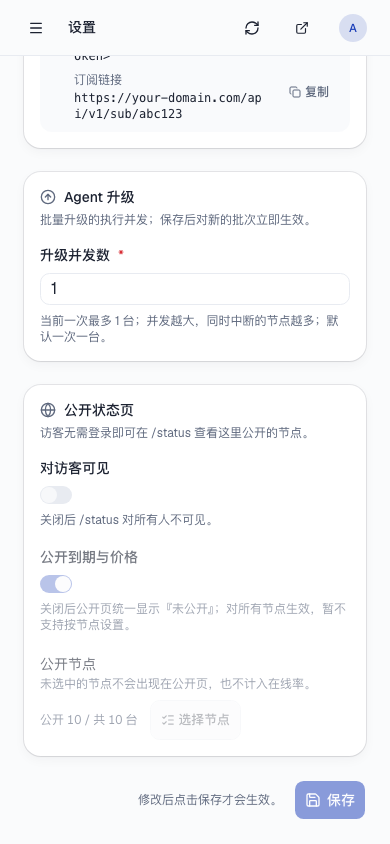 设置
A
订阅链接
https://your-domain.com/ap
i/v1/sub/abc123
复制
Agent 升级
批量升级的执行并发；保存后对新的批次立即生效。
升级并发数 *
1
当前一次最多 1 台；并发越大，同时中断的节点越多；默
认一次一台。
公开状态页
访客无需登录即可在 /status 查看这里公开的节点。
对访客可见
关闭后 /status 对所有人不可见。
公开到期与价格
关闭后公开页统一显示『未公开』；对所有节点生效，暂不
支持按节点设置。
公开节点
未选中的节点不会出现在公开页，也不计入在线率。
公开 10 / 共 10 台
选择节点
修改后点击保存才会生效。
保存